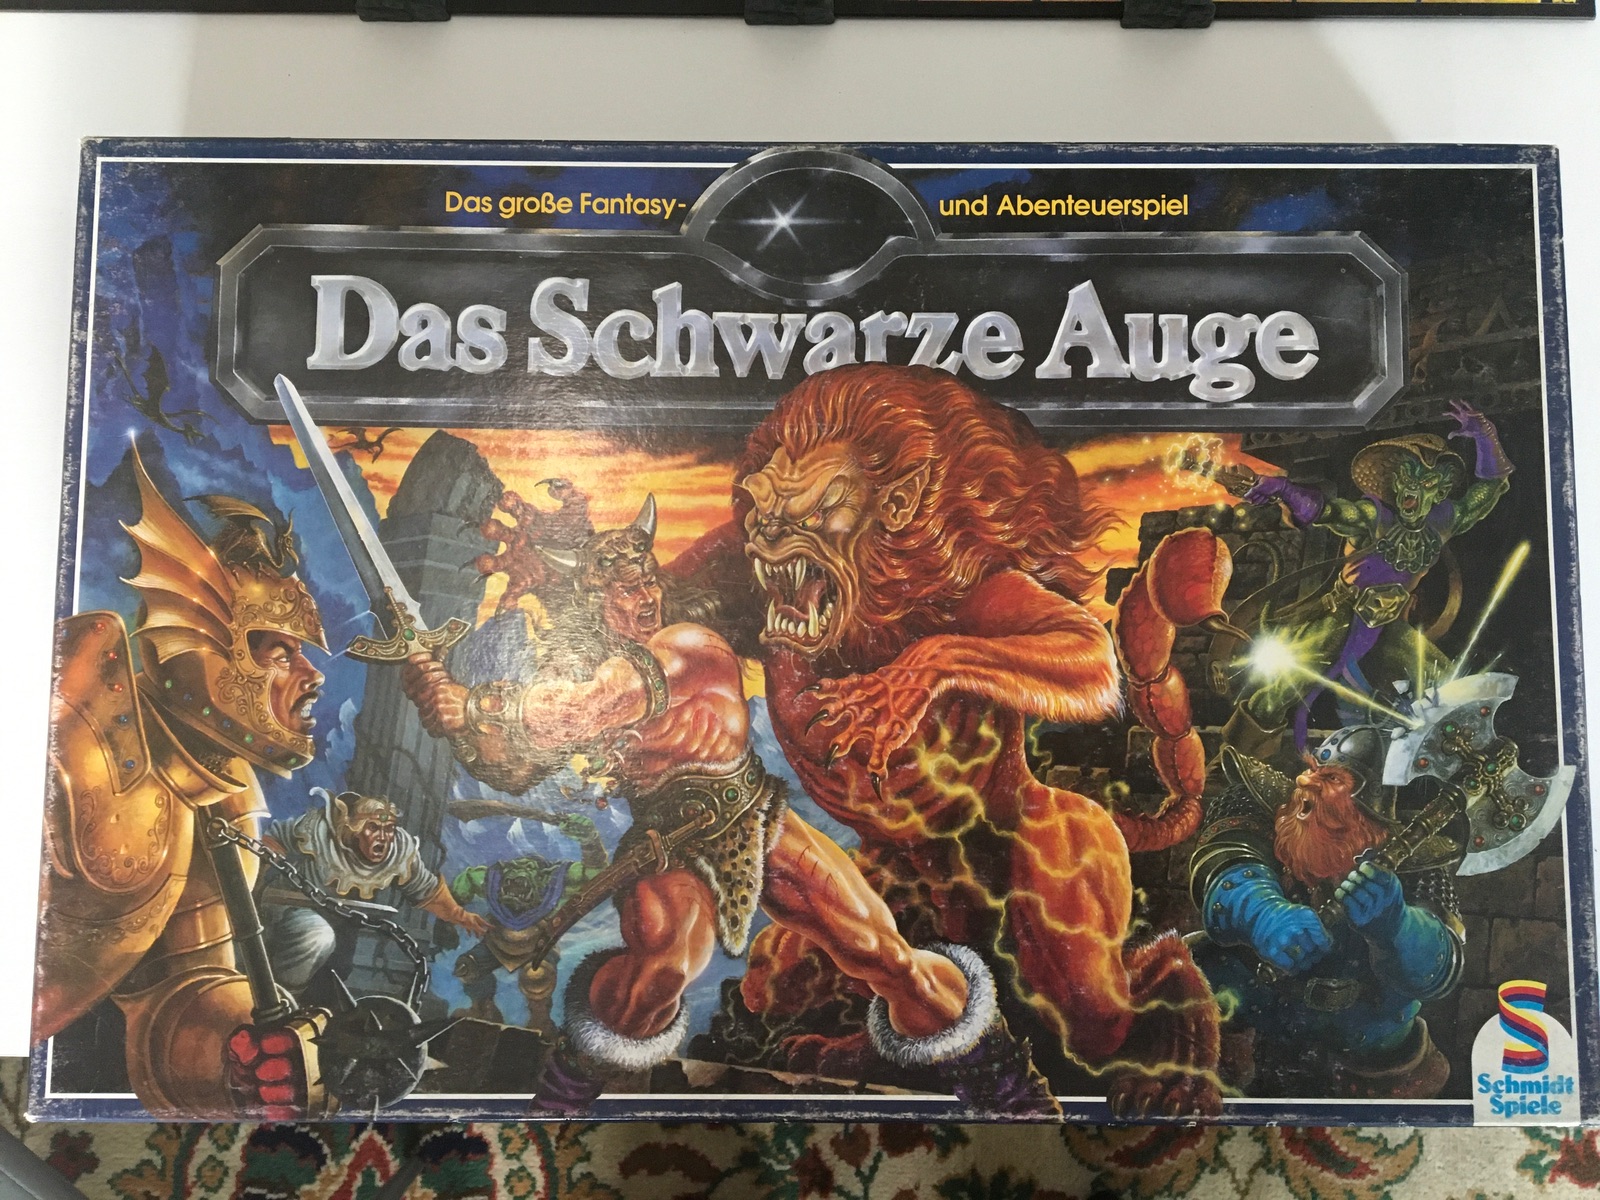 Das große Fantasy- und Abenteuerspiel
Das Schwarze Auge
Schmidt
Spiele